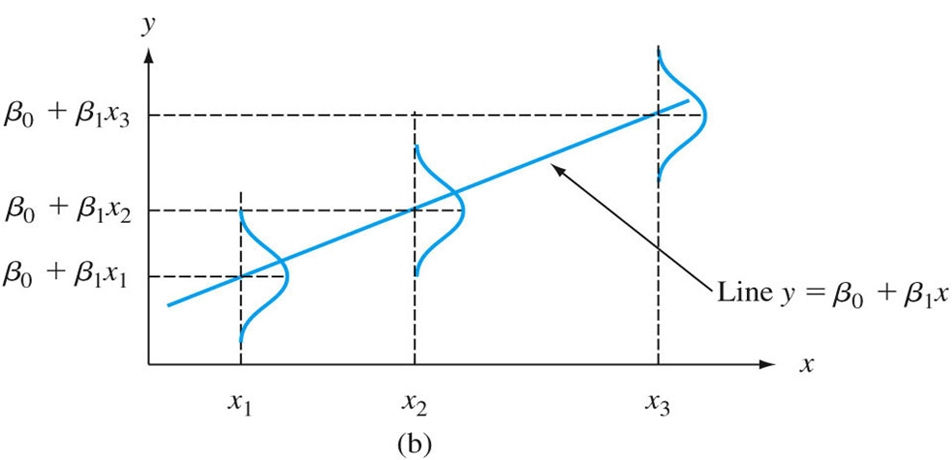 y
β₀ + β₁x₃
β₀ + β₁x₂
β₀ + β₁x₁
Line y = β₀ + β₁x
x
x₁ x₂ x₃
(b)